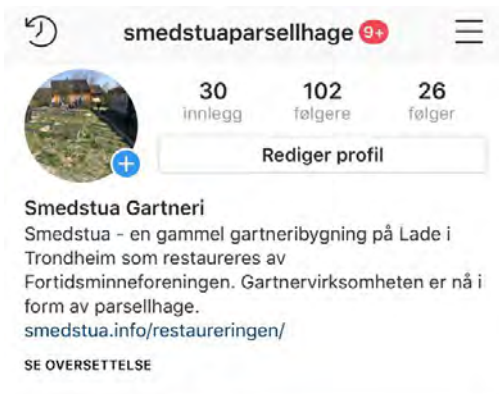 smedstuaparsellhage 9+
30 102 26
innlegg følgere følger
Rediger profil
Smedstua Gartneri
Smedstua - en gammel gartneribygning på Lade i
Trondheim som restaureres av
Fortidsminneforeningen. Gartnervirksomheten er nå i
form av parsellhage.
smedstua.info/restaureringen/
SE OVERSETTELSE